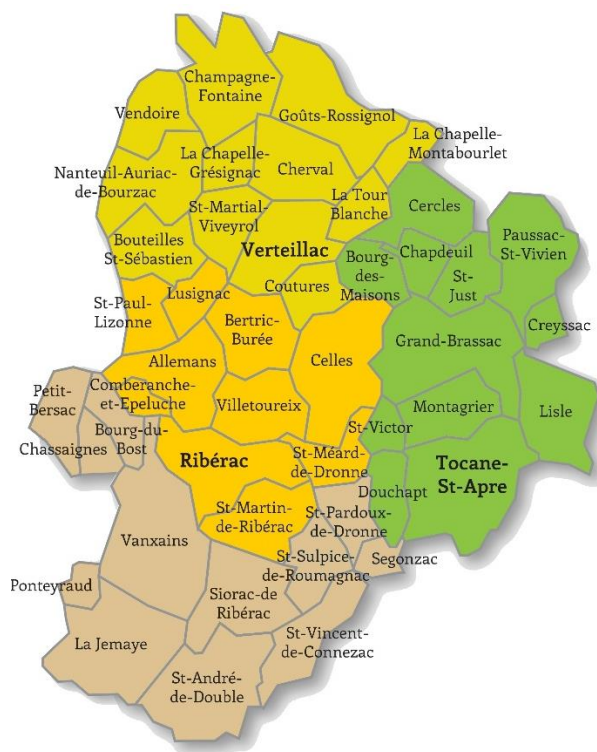 Champagne-
Fontaine
Vendoire
Goûts-Rossignol
La Chapelle-
Montabourlet
La Chapelle-
Grésignac
Cherval
Nanteuil-Auriac-
de-Bourzac
La Tour
Blanche
Cercles
St-Martial-
Viveyrol
Bouteilles
St-Sébastien
Verteillac
Paussac-
St-Vivien
Bourg-
des-
Maisons
Chapdeuil
St-
Just
Coutures
Lusignac
St-Paul-
Lizonne
Bertric-
Burée
Creyssac
Grand-Brassac
Celles
Allemans
Petit-
Bersac
Comberanche-
et-Epeluche
Villetoureix
Montagrier
Lisle
Chassaignes
Bourg-du-
Bost
St-Victor
Ribérac
St-Méard-
de-Dronne
Tocane-
St-Apre
Douchapt
St-Martin-
de-Ribérac
St-Pardoux-
de-Dronne
Vanxains
St-Sulpice-
de-Roumagnac
Segonzac
Ponteyraud
Siorac-de
Ribérac
La Jemaye
St-Vincent-
de-Connezac
St-André-
de-Double